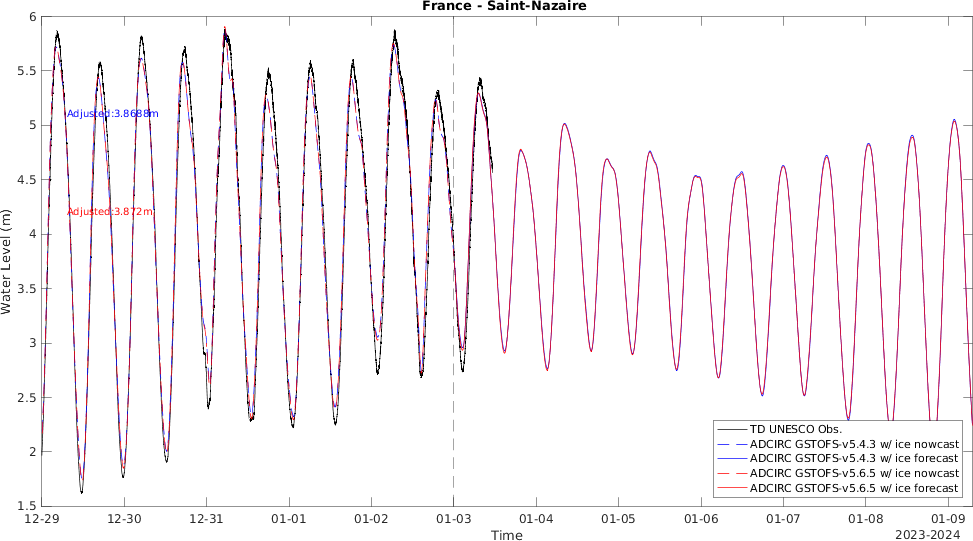 France - Saint-Nazaire
6
5.5
5
4.5
4
3.5
3
2.5
2
1.5
Water Level (m)
Adjusted:3.8688m
Adjusted:3.872m
TD UNESCO Obs.
ADCIRC GSTOFS-v5.4.3 w/ ice nowcast
ADCIRC GSTOFS-v5.4.3 w/ ice forecast
ADCIRC GSTOFS-v5.6.5 w/ ice nowcast
ADCIRC GSTOFS-v5.6.5 w/ ice forecast
12-29 12-30 12-31 01-01 01-02 01-03 01-04 01-05 01-06 01-07 01-08 01-09
Time
2023-2024